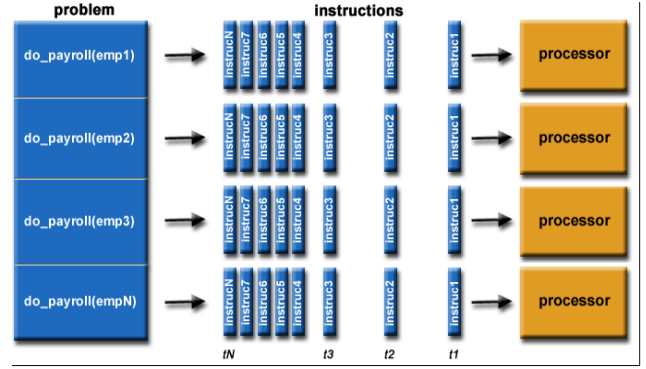 problem instructions
do_payroll(emp1) instrucN instruc7 instruc6 instruc5 instruc4 instruc3 instruc2 instruc1 processor
do_payroll(emp2) instrucN instruc7 instruc6 instruc5 instruc4 instruc3 instruc2 instruc1 processor
do_payroll(emp3) instrucN instruc7 instruc6 instruc5 instruc4 instruc3 instruc2 instruc1 processor
do_payroll(empN) instrucN instruc7 instruc6 instruc5 instruc4 instruc3 instruc2 instruc1 processor
tN t3 t2 t1